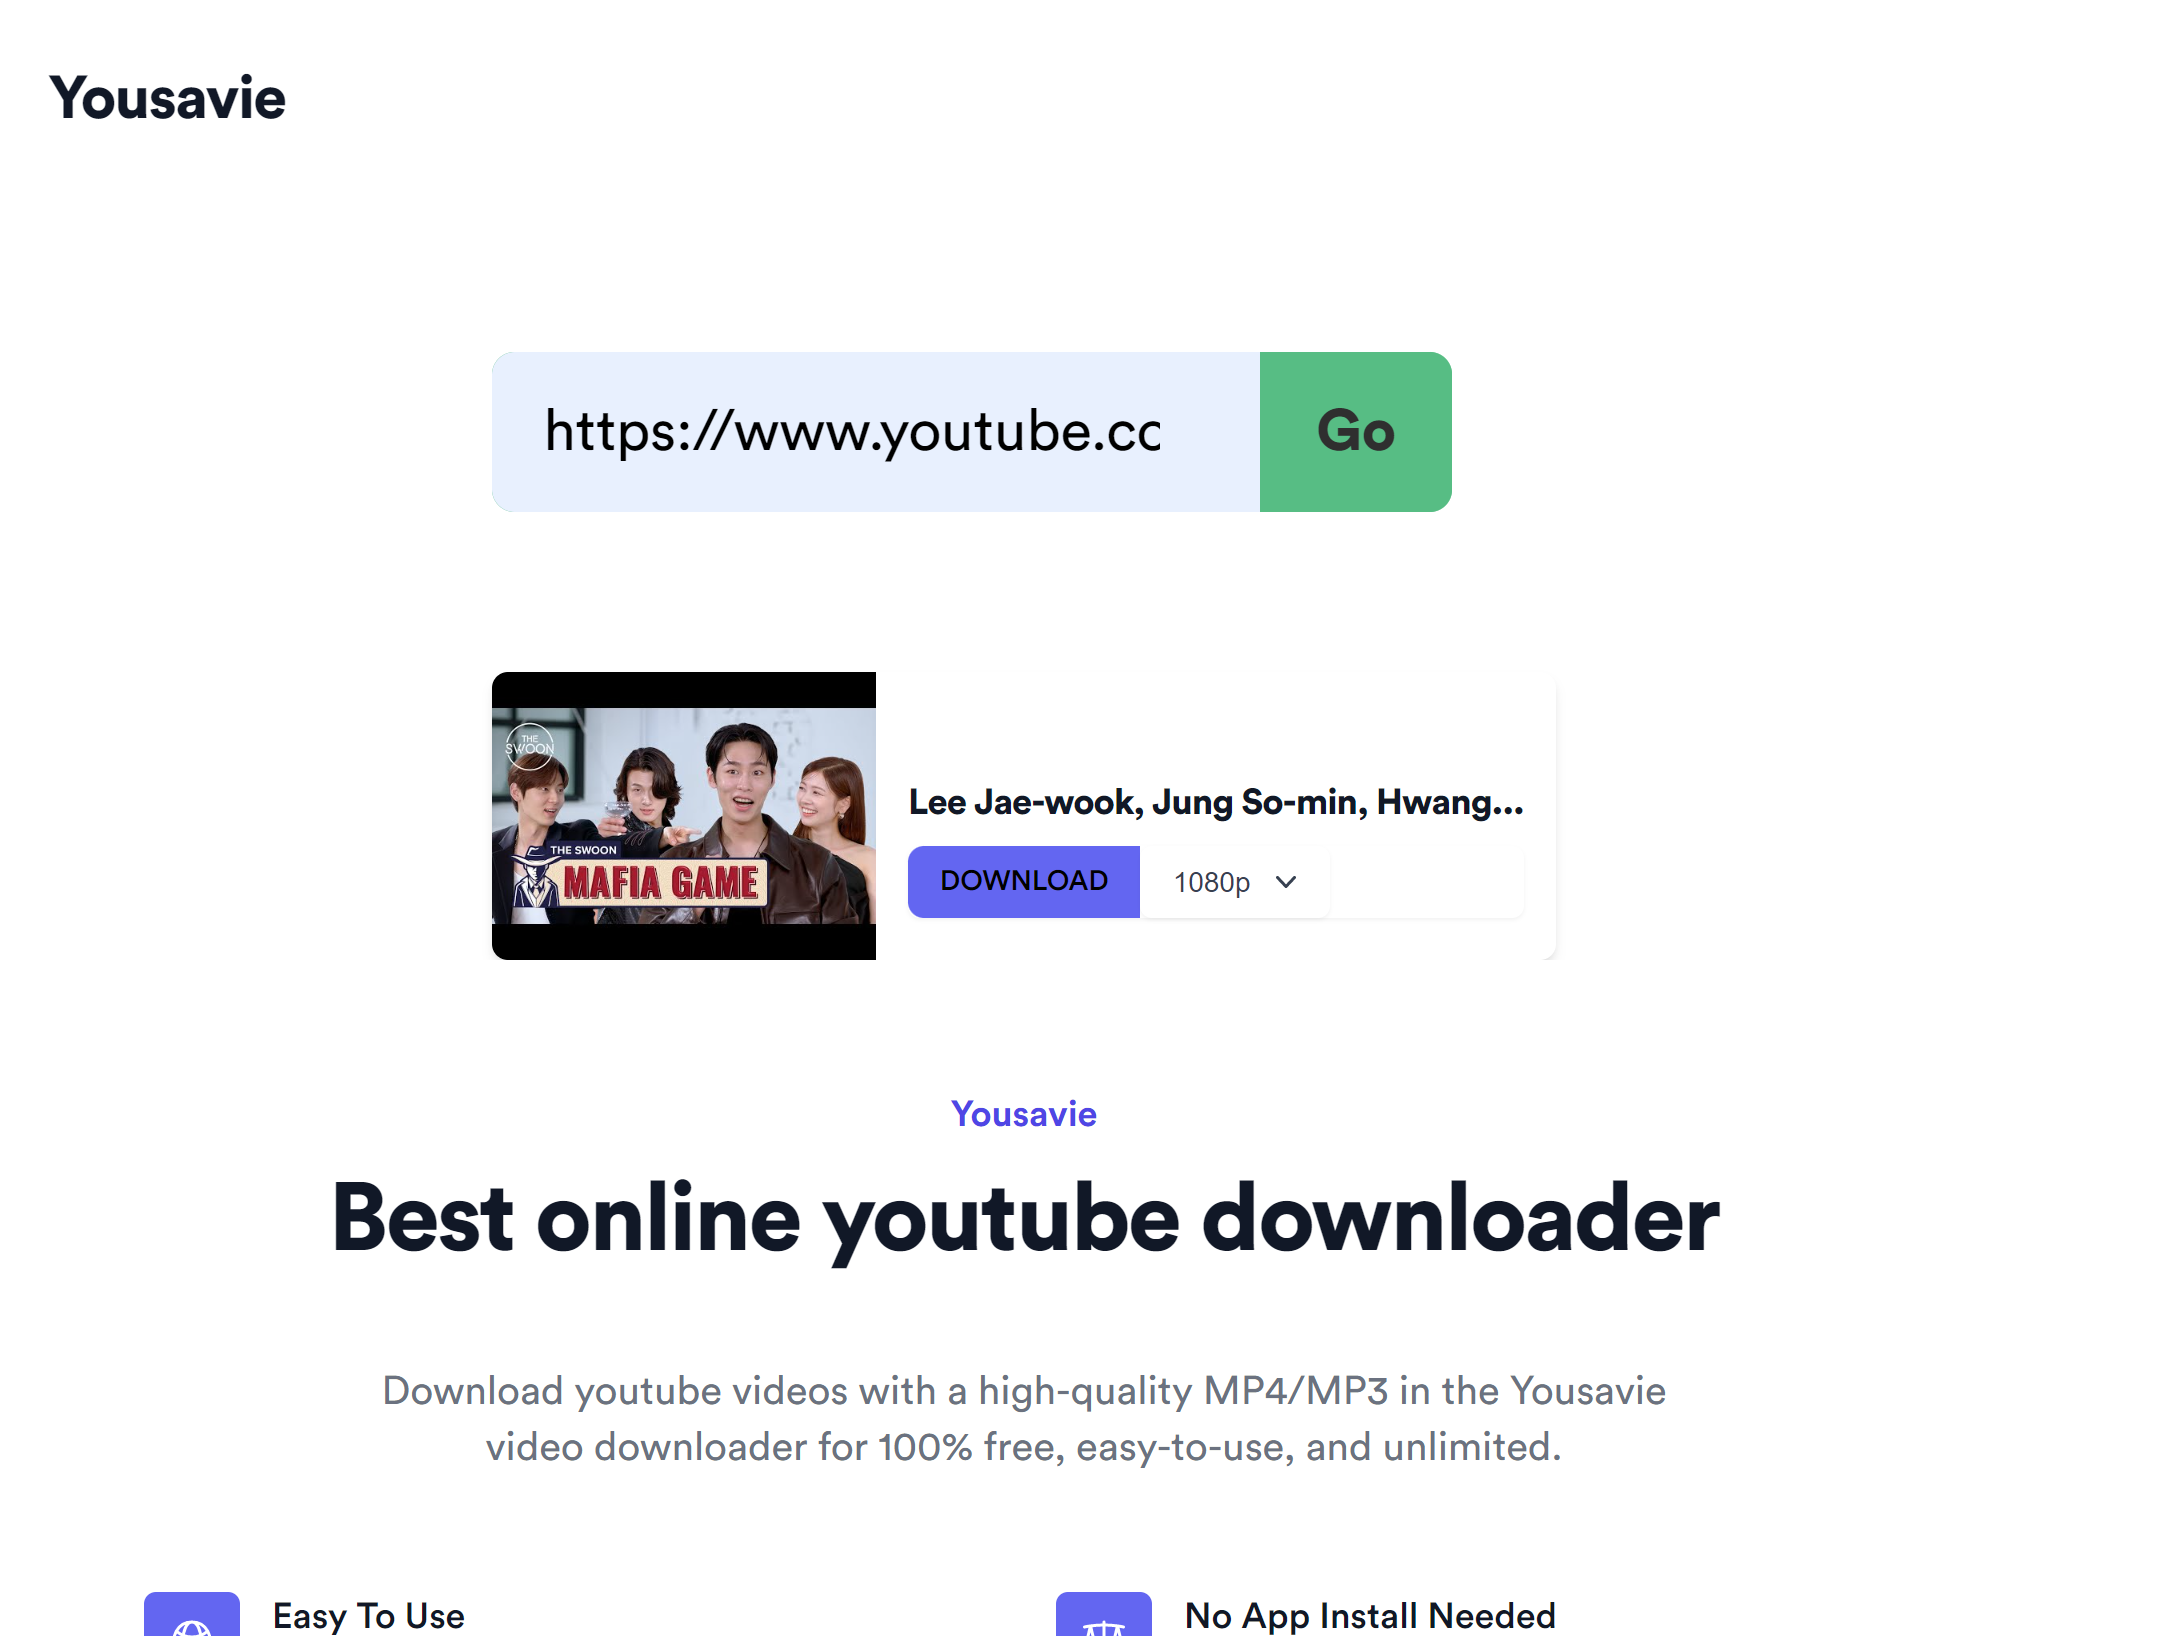 Yousavie
https://www.youtube.co
Go
THE
SWOON
THE SWOON
MAFIA GAME
Lee Jae-wook, Jung So-min, Hwang...
DOWNLOAD
1080p
Yousavie
Best online youtube downloader
Download youtube videos with a high-quality MP4/MP3 in the Yousavie
video downloader for 100% free, easy-to-use, and unlimited.
Easy To Use
No App Install Needed